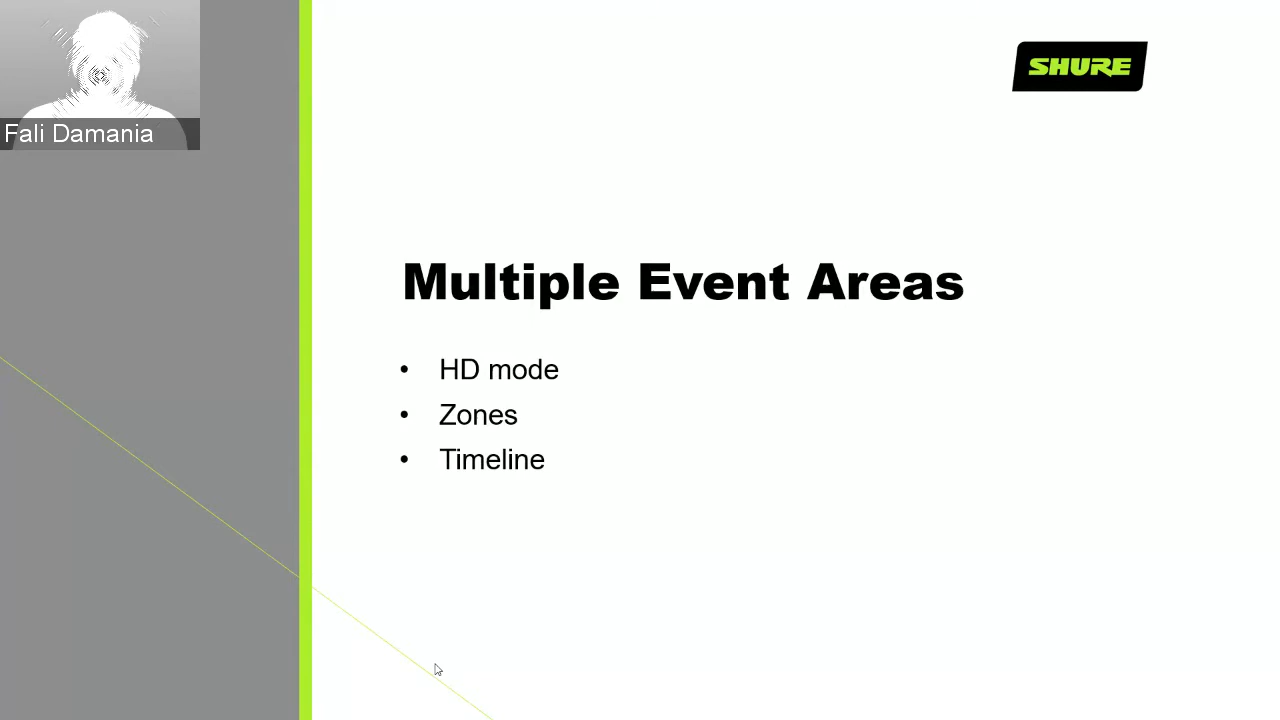 Fali Damania
SHURE
Multiple Event Areas
• HD mode
• Zones
• Timeline